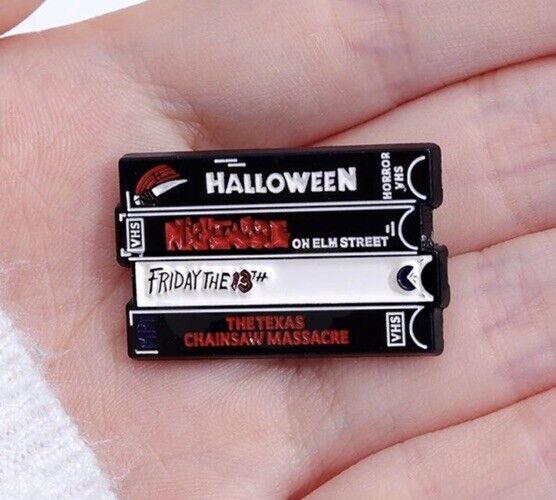 HALLOWEEN
HORROR
VHS
VHS
NIGHTMARE
ON ELM STREET
FRIDAY THE 13TH
THE TEXAS
CHAINSAW MASSACRE
VHS